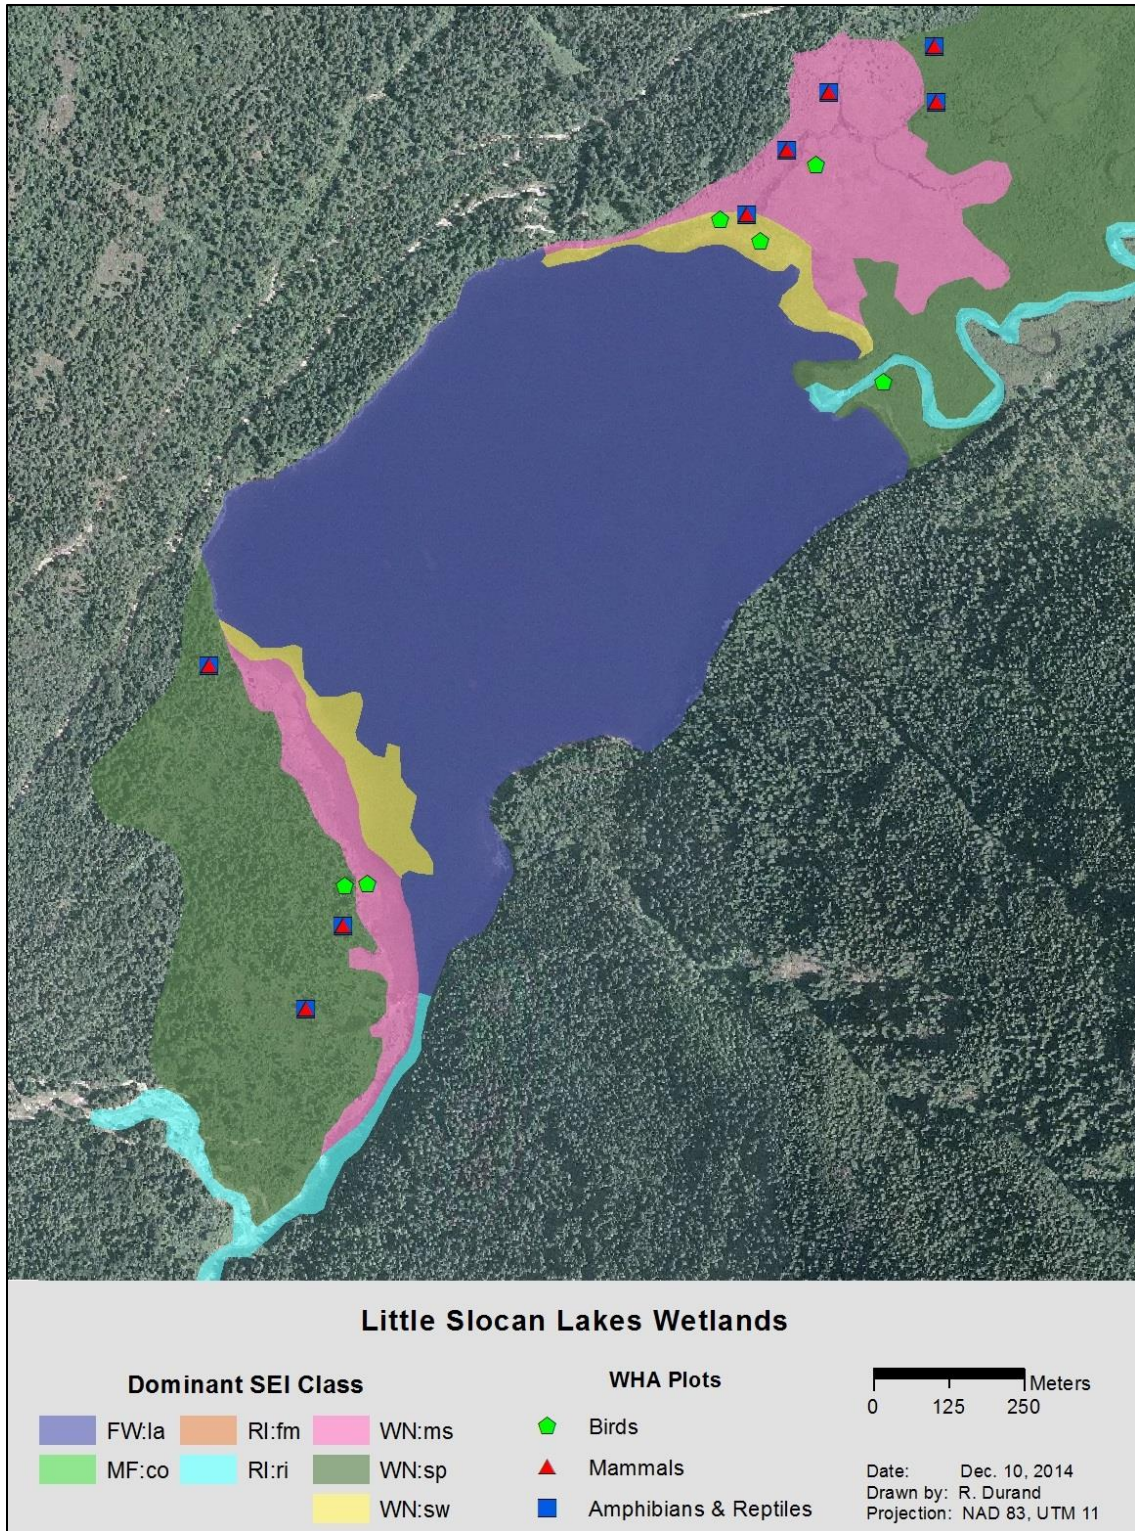 Little Slocan Lakes Wetlands
Dominant SEI Class
FW:la
RI:fm
WN:ms
MF:co
RI:ri
WN:sp
WN:sw
WHA Plots
Birds
Mammals
Amphibians & Reptiles
Meters
0 125 250
Date: Dec. 10, 2014
Drawn by: R. Durand
Projection: NAD 83, UTM 11